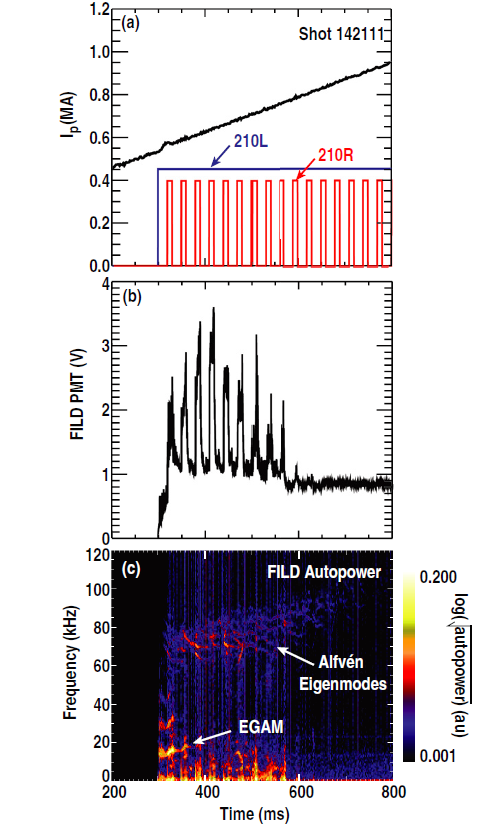 1.2
(a)
Shot 142111
1.0
0.8
Ip(MA)
0.6
210L
210R
0.4
0.2
0.0
4
(b)
3
FILD PMT (V)
2
1
0
120
(c)
FILD Autopower
0.200
100
80
Frequency (kHz)
log(√autopower) (au)
60
Alfvén
Eigenmodes
40
EGAM
20
0.001
0
200
400
600
800
Time (ms)